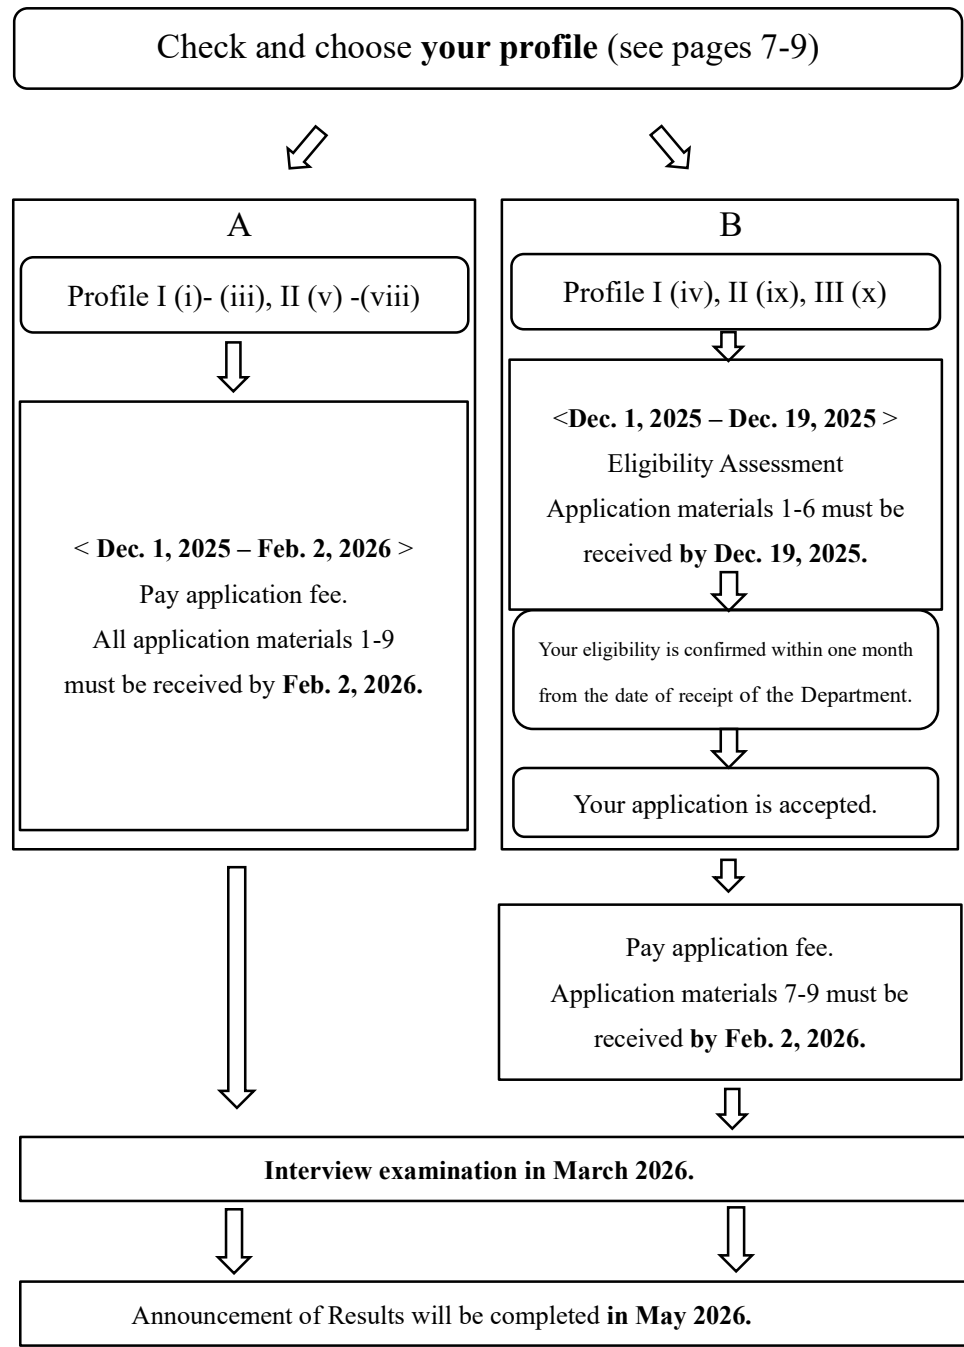 Check and choose your profile (see pages 7-9)
A
Profile I (i)- (iii), II (v) -(viii)
< Dec. 1, 2025 – Feb. 2, 2026 >
Pay application fee.
All application materials 1-9
must be received by Feb. 2, 2026.
B
Profile I (iv), II (ix), III (x)
<Dec. 1, 2025 – Dec. 19, 2025 >
Eligibility Assessment
Application materials 1-6 must be
received by Dec. 19, 2025.
Your eligibility is confirmed within one month
from the date of receipt of the Department.
Your application is accepted.
Pay application fee.
Application materials 7-9 must be
received by Feb. 2, 2026.
Interview examination in March 2026.
Announcement of Results will be completed in May 2026.